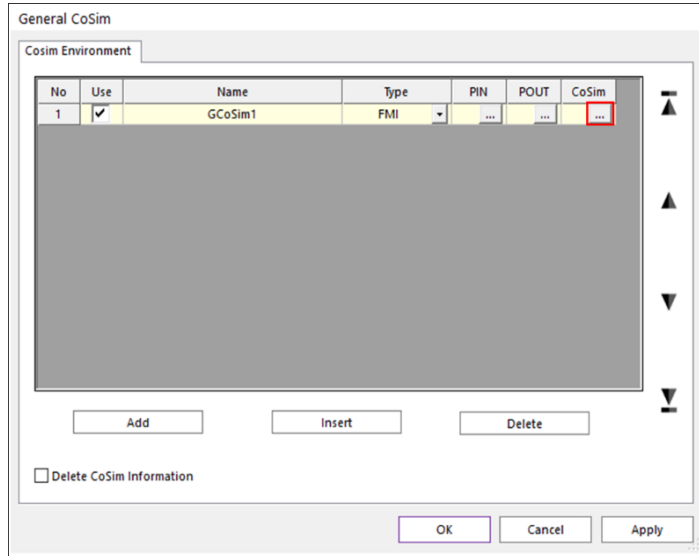 General CoSim
Cosim Environment
No Use Name Type PIN POUT CoSim
1 GCoSim1 FMI ... ... ...
Add Insert Delete
Delete CoSim Information
OK Cancel Apply